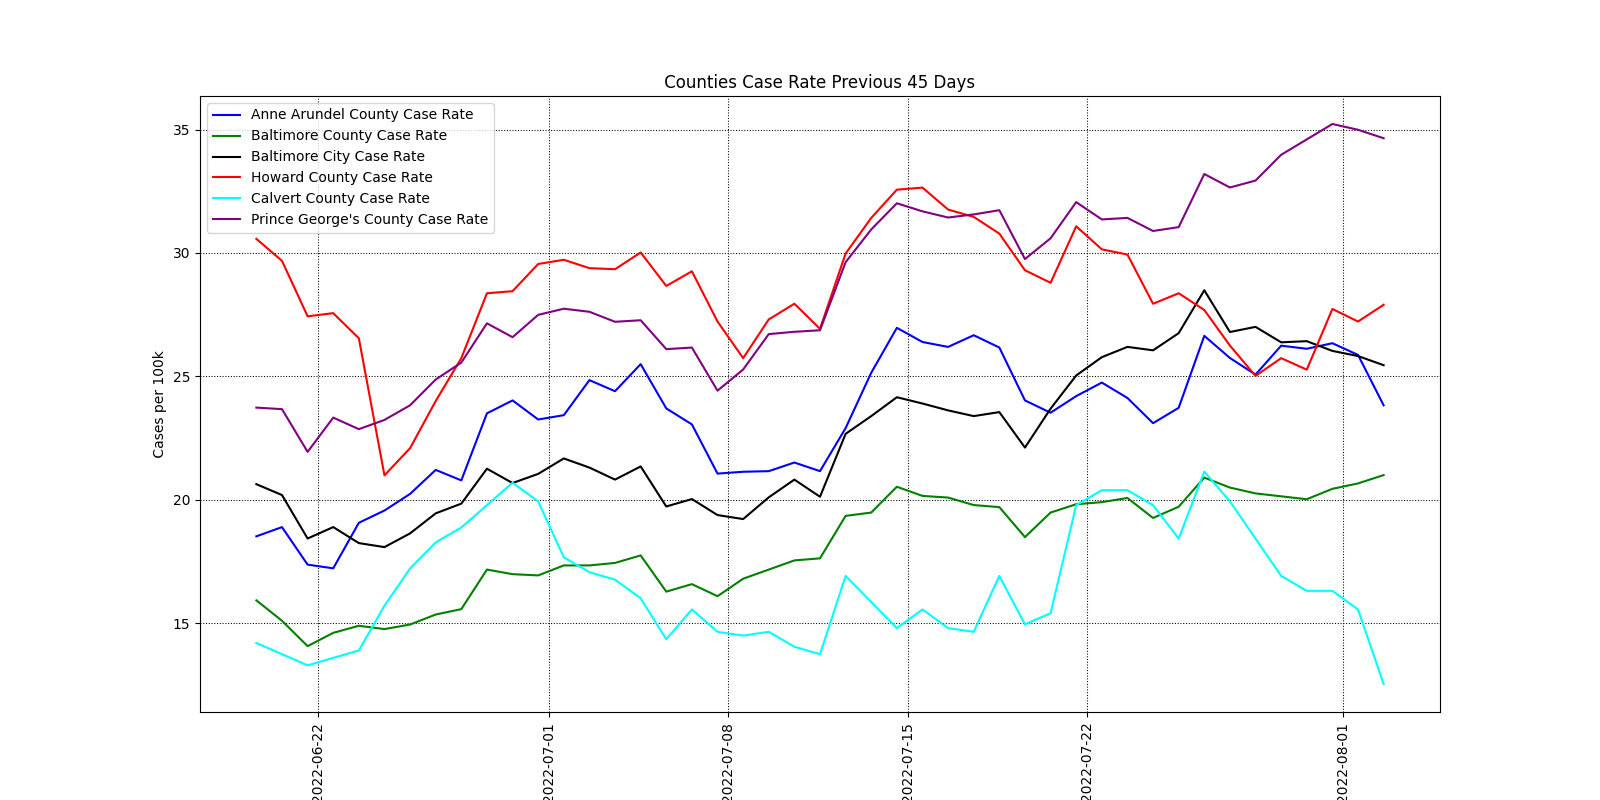 Counties Case Rate Previous 45 Days
Anne Arundel County Case Rate
Baltimore County Case Rate
Baltimore City Case Rate
Howard County Case Rate
Calvert County Case Rate
Prince George's County Case Rate
Cases per 100k
35
30
25
20
15
2022-06-22
2022-07-01
2022-07-08
2022-07-15
2022-07-22
2022-08-01